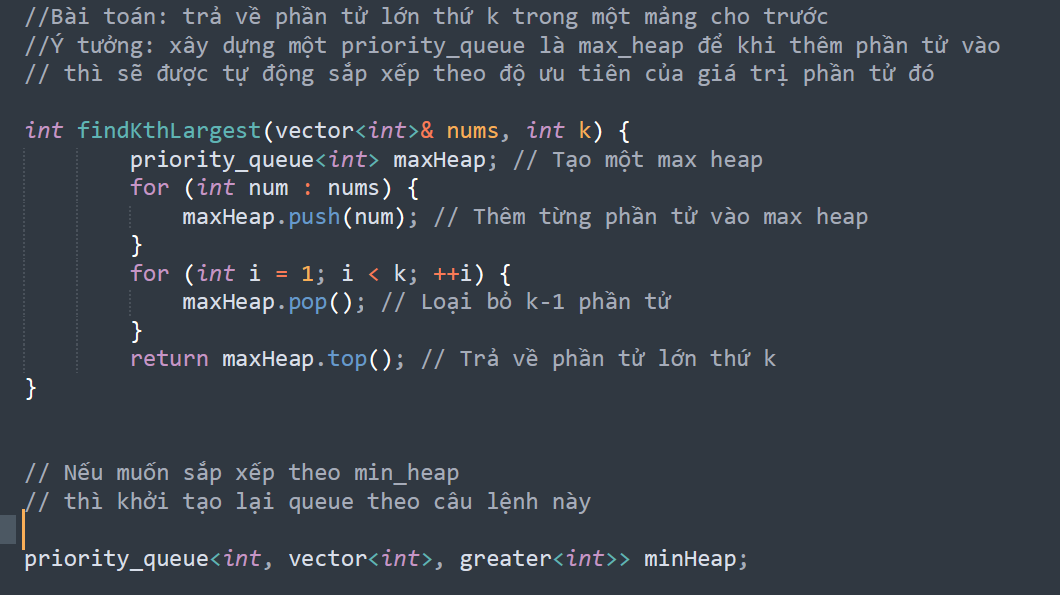 //Bài toán: trả về phần tử lớn thứ k trong một mảng cho trước
//Ý tưởng: xây dựng một priority_queue là max_heap để khi thêm phần tử vào
// thì sẽ được tự động sắp xếp theo độ ưu tiên của giá trị phần tử đó
int findKthLargest(vector<int>& nums, int k) {
priority_queue<int> maxHeap; // Tạo một max heap
for (int num : nums) {
maxHeap.push(num); // Thêm từng phần tử vào max heap
}
for (int i = 1; i < k; ++i) {
maxHeap.pop(); // Loại bỏ k-1 phần tử
}
return maxHeap.top(); // Trả về phần tử lớn thứ k
}
// Nếu muốn sắp xếp theo min_heap
// thì khởi tạo lại queue theo câu lệnh này
priority_queue<int, vector<int>, greater<int>> minHeap;